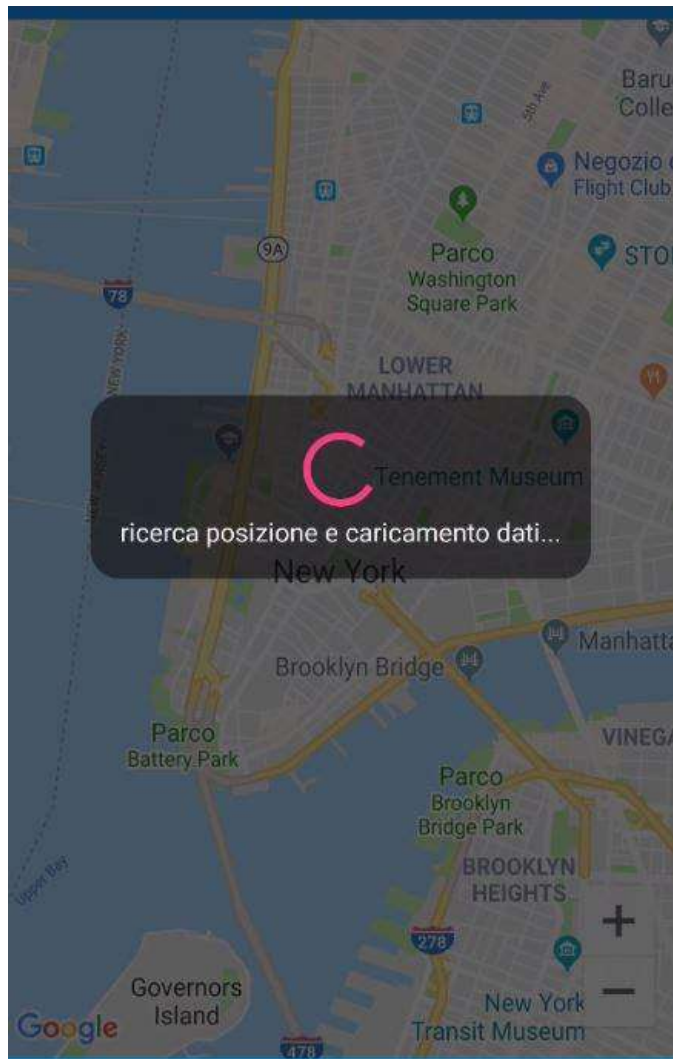 Baru
Colle
5th Ave
Negozio
Flight Club
9A
Parco
Washington
Square Park
STO
78
NEW YORK
LOWER
MANHATTAN
Tenement Museum
ricerca posizione e caricamento dati...
New York
Brooklyn Bridge
Manhatta
Parco
Battery Park
VINEGA
Parco
Brooklyn
Bridge Park
Upper Bay
BROOKLYN
HEIGHTS
+
278
−
Governors
Island
New York
Transit Museum
Google
478